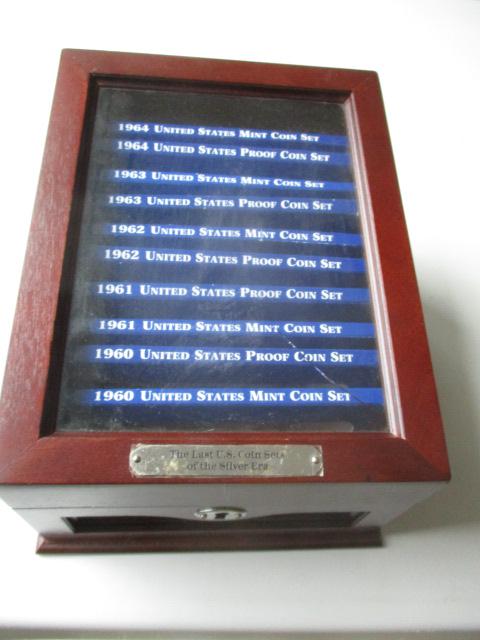 1964 United States Mint Coin Set
1964 United States Proof Coin Set
1963 United States Mint Coin Set
1963 United States Proof Coin Set
1962 United States Mint Coin Set
1962 United States Proof Coin Set
1961 United States Proof Coin Set
1961 United States Mint Coin Set
1960 United States Proof Coin Set
1960 United States Mint Coin Set
The Last U.S. Coin Sets
of the Silver Era